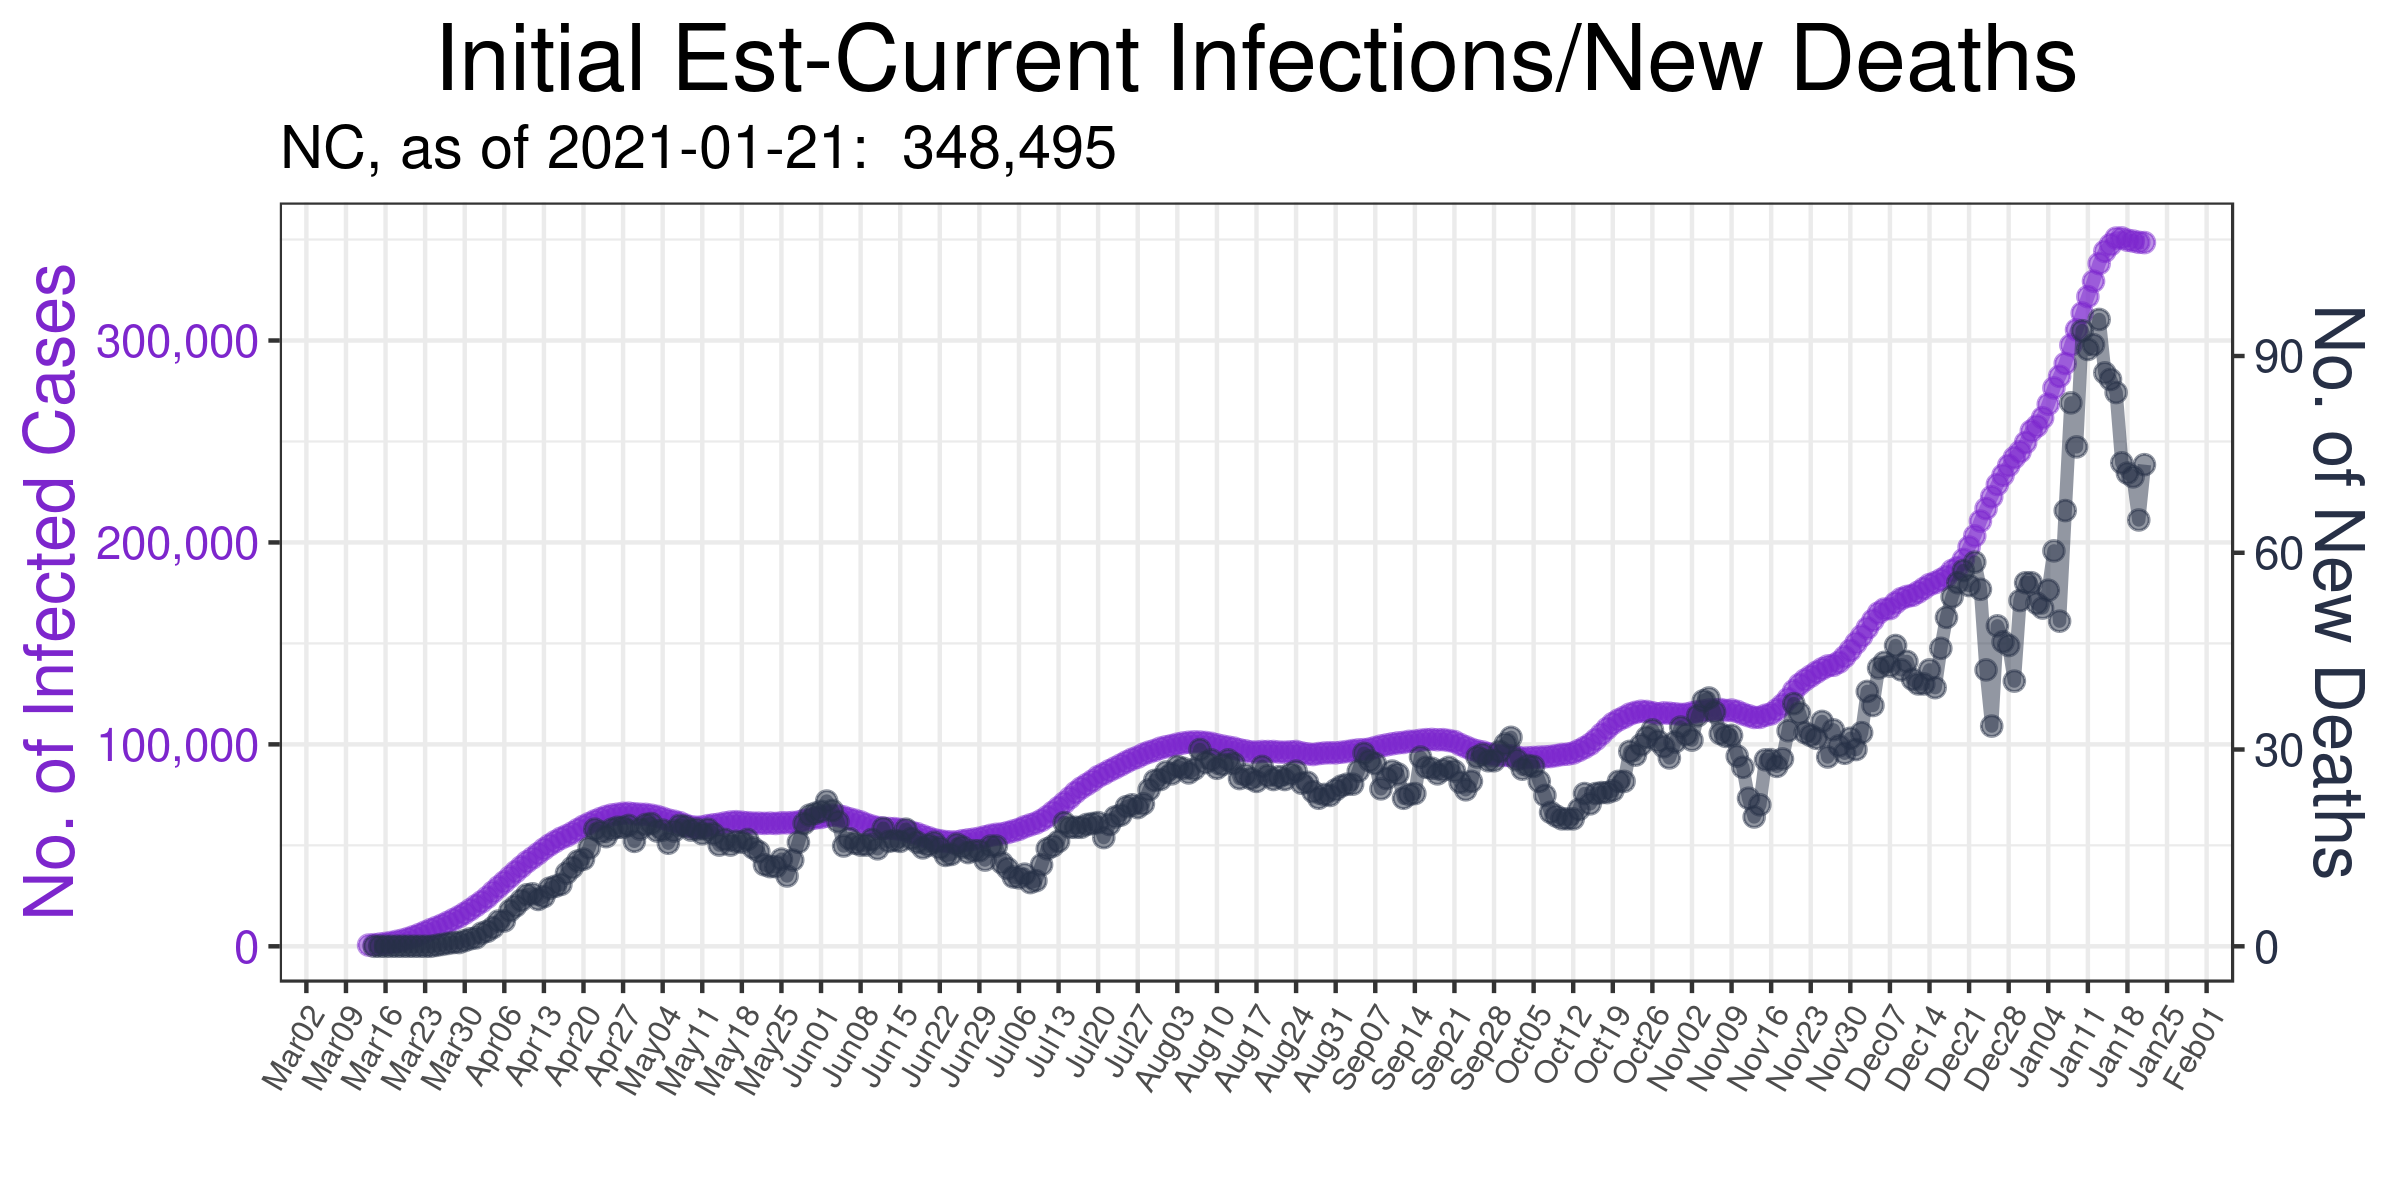 Initial Est-Current Infections/New Deaths
NC, as of 2021-01-21:  348,495
No. of Infected Cases
300,000
200,000
100,000
0
90
60
30
0
No. of New Deaths
Mar02
Mar09
Mar16
Mar23
Mar30
Apr06
Apr13
Apr20
Apr27
May04
May11
May18
May25
Jun01
Jun08
Jun15
Jun22
Jun29
Jul06
Jul13
Jul20
Jul27
Aug03
Aug10
Aug17
Aug24
Aug31
Sep07
Sep14
Sep21
Sep28
Oct05
Oct12
Oct19
Oct26
Nov02
Nov09
Nov16
Nov23
Nov30
Dec07
Dec14
Dec21
Dec28
Jan04
Jan11
Jan18
Jan25
Feb01